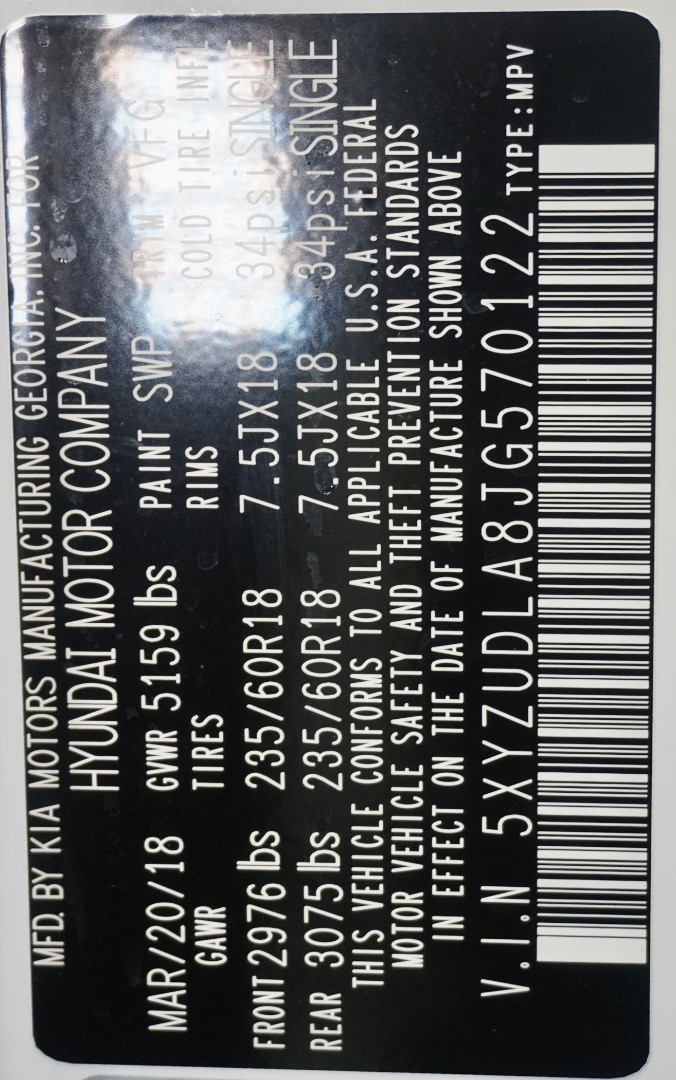 MFD. BY KIA MOTORS MANUFACTURING GEORGIA. INC. FOR
HYUNDAI MOTOR COMPANY
MAR/20/18 GVWR 5159 lbs PAINT SWP TRIM VFG
GAWR TIRES RIMS COLD TIRE INFL
FRONT 2976 lbs 235/60R18 7.5JX18 34psi SINGLE
REAR 3075 lbs 235/60R18 7.5JX18 34psi SINGLE
THIS VEHICLE CONFORMS TO ALL APPLICABLE U.S.A. FEDERAL
MOTOR VEHICLE SAFETY AND THEFT PREVENTION STANDARDS
IN EFFECT ON THE DATE OF MANUFACTURE SHOWN ABOVE
V.I.N 5XYZUDLA8JG570122 TYPE:MPV